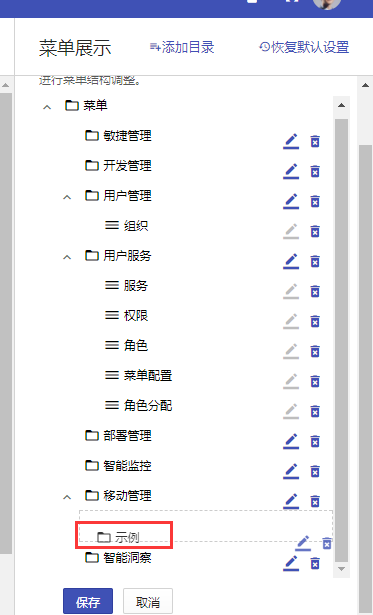 菜单展示
添加目录
恢复默认设置
进行菜单结构调整。
菜单
敏捷管理
开发管理
用户管理
组织
用户服务
服务
权限
角色
菜单配置
角色分配
部署管理
智能监控
移动管理
示例
智能洞察
保存
取消